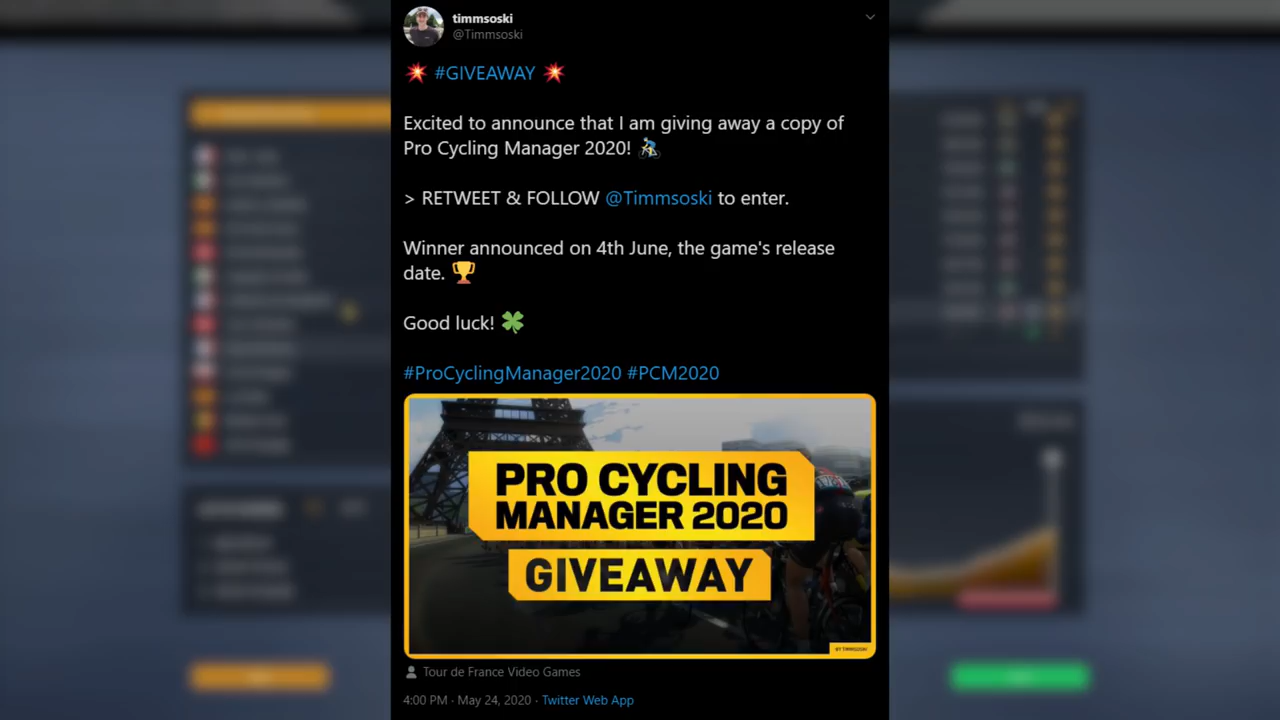 timmsoski
@Timmsoski
#GIVEAWAY
Excited to announce that I am giving away a copy of
Pro Cycling Manager 2020!
> RETWEET & FOLLOW @Timmsoski to enter.
Winner announced on 4th June, the game's release
date.
Good luck!
#ProCyclingManager2020 #PCM2020
PRO CYCLING
MANAGER 2020
GIVEAWAY
BY TIMMSOSKI
Tour de France Video Games
4:00 PM · May 24, 2020 · Twitter Web App